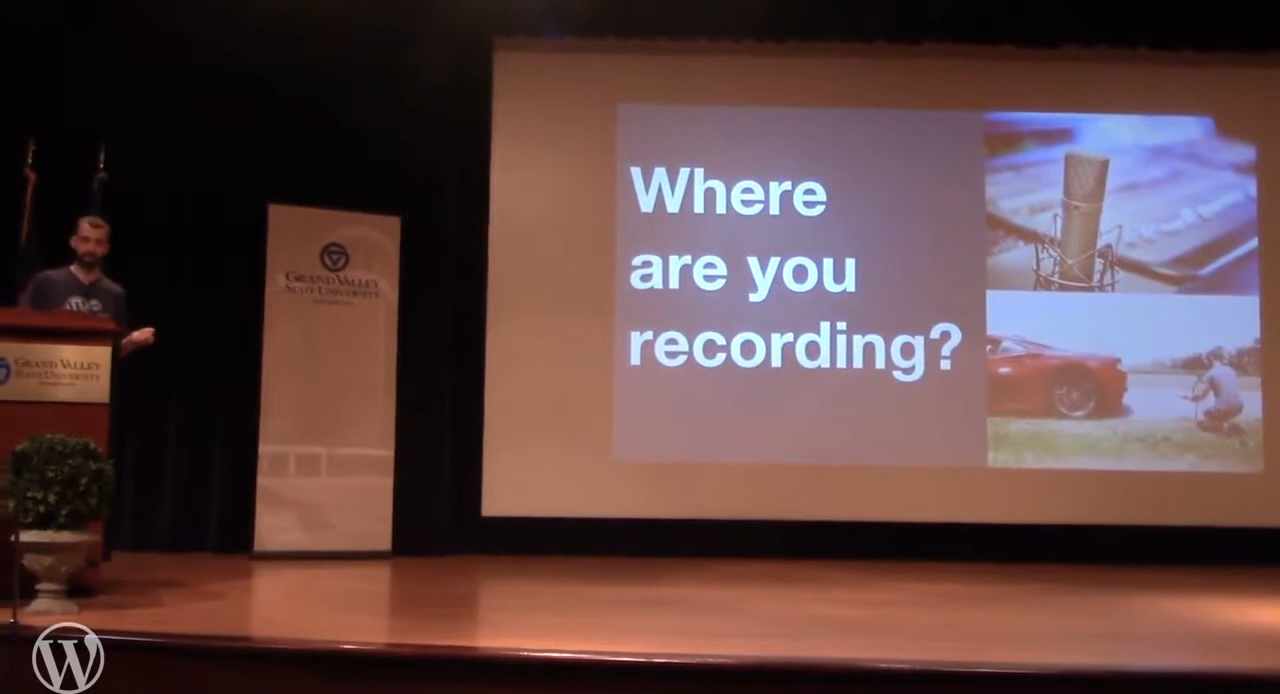 Where
are you
recording?
GRAND VALLEY
STATE UNIVERSITY
GRAND VALLEY
STATE UNIVERSITY
W